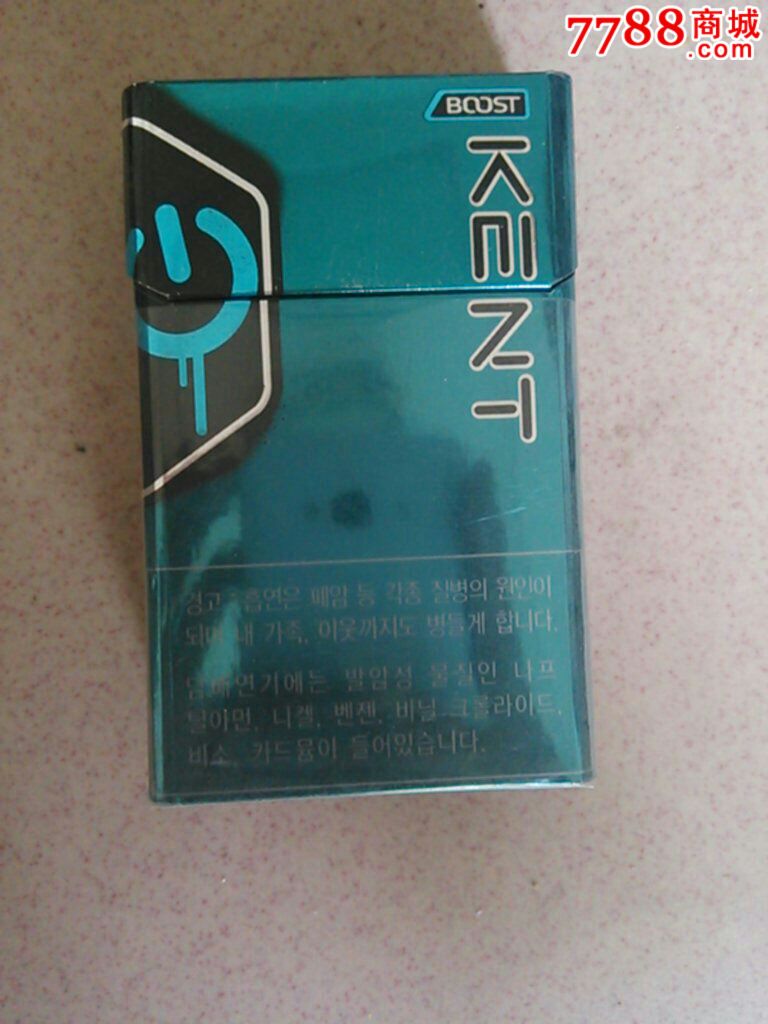 7788商城
.com
BOOST
KENT
경고 : 흡연은 폐암 등 각종 질병의 원인이
되며 내 가족, 이웃까지도 병들게 합니다.
담배연기에는 발암성 물질인 나프
틸아민, 니켈, 벤젠, 비닐 크롤라이드,
비소, 카드뮴이 들어있습니다.